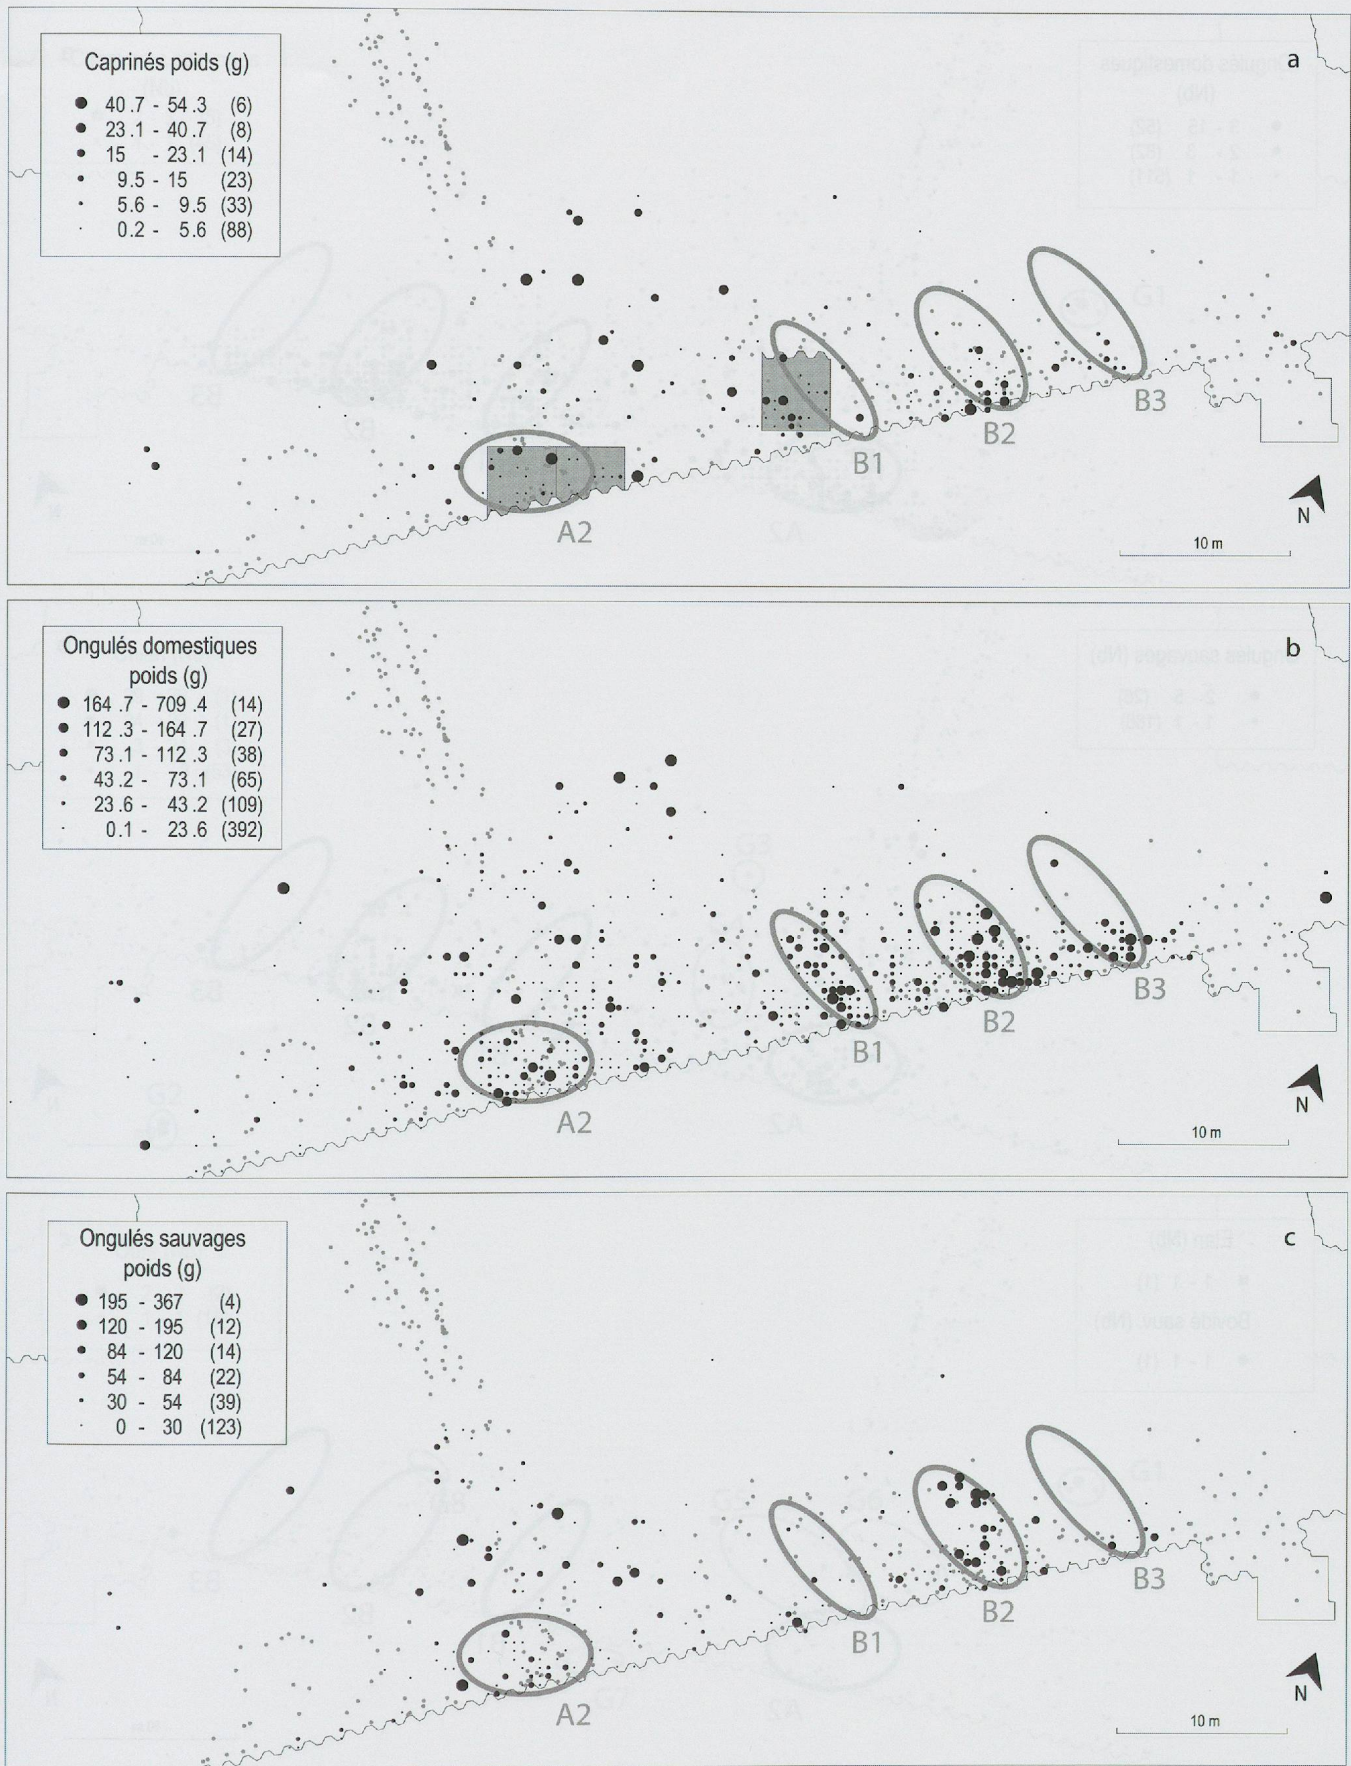 a
Caprinés poids (g)
40 .7 - 54 .3 (6)
23 .1 - 40 .7 (8)
15 - 23 .1 (14)
9.5 - 15 (23)
5.6 - 9.5 (33)
0.2 - 5.6 (88)
B3
B2
B1
A2
N
10 m
b
Ongulés domestiques
poids (g)
164 .7 - 709 .4 (14)
112 .3 - 164 .7 (27)
73 .1 - 112 .3 (38)
43 .2 - 73 .1 (65)
23 .6 - 43 .2 (109)
0 .1 - 23 .6 (392)
B3
B2
B1
A2
N
10 m
c
Ongulés sauvages
poids (g)
195 - 367 (4)
120 - 195 (12)
84 - 120 (14)
54 - 84 (22)
30 - 54 (39)
0 - 30 (123)
B3
B2
B1
A2
N
10 m